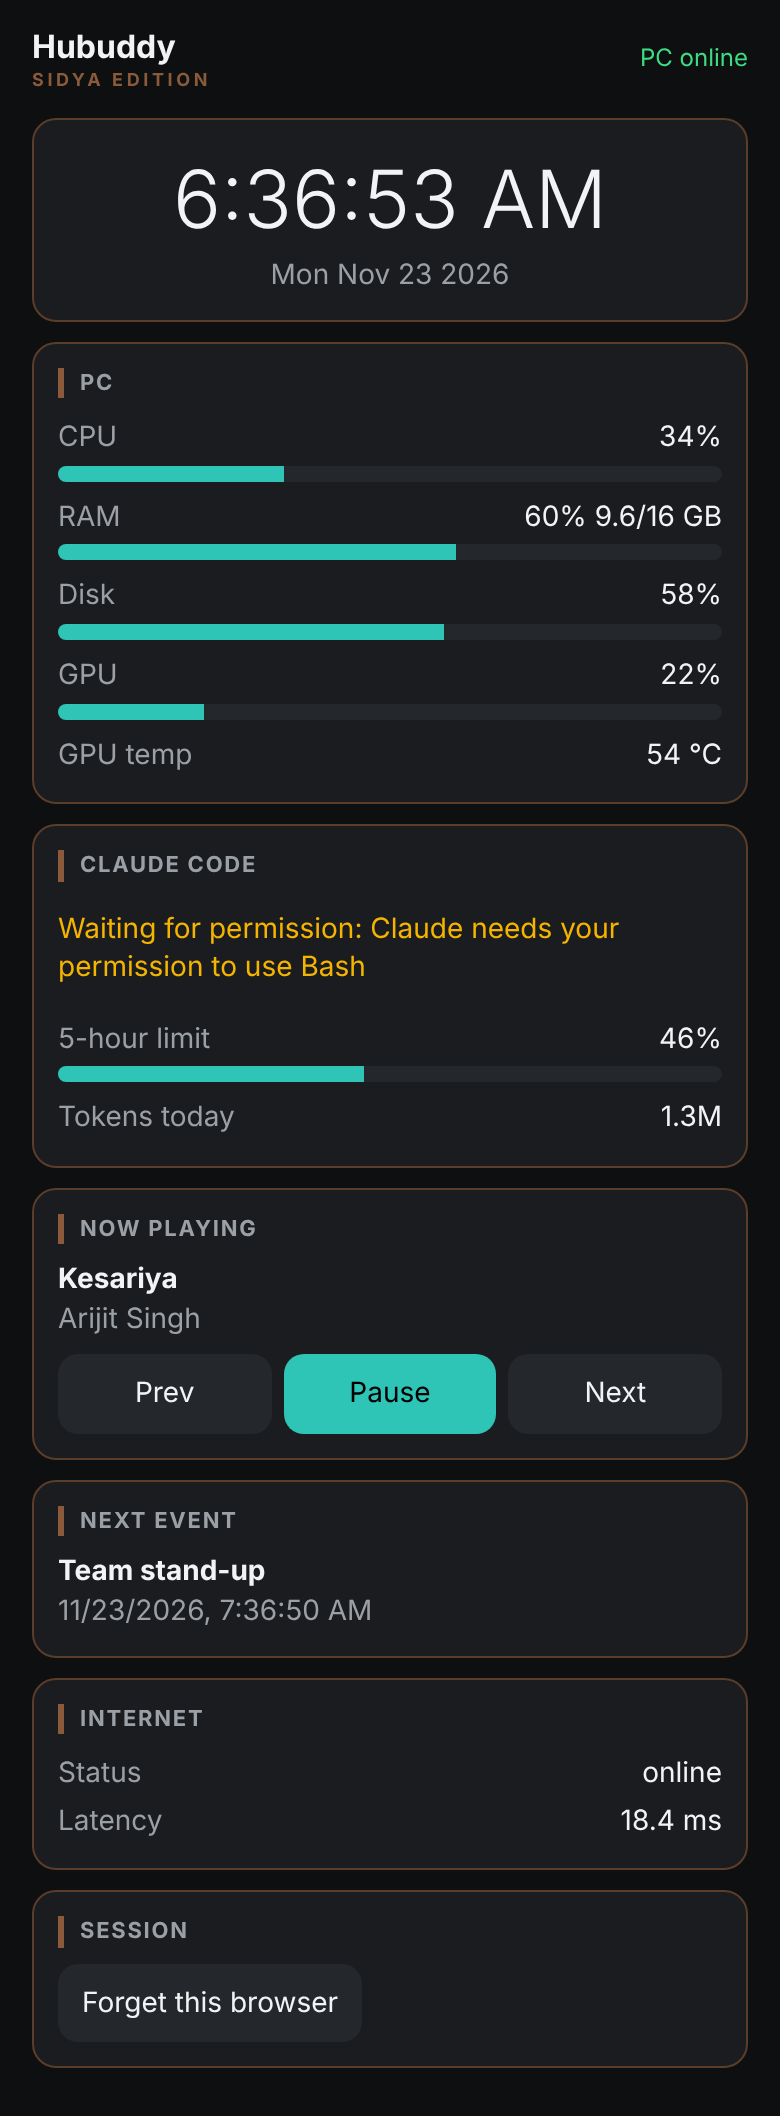 Hubuddy
SIDYA EDITION
PC online
6:36:53 AM
Mon Nov 23 2026
PC
CPU 34%
RAM 60% 9.6/16 GB
Disk 58%
GPU 22%
GPU temp 54 °C
CLAUDE CODE
Waiting for permission: Claude needs your
permission to use Bash
5-hour limit 46%
Tokens today 1.3M
NOW PLAYING
Kesariya
Arijit Singh
Prev Pause Next
NEXT EVENT
Team stand-up
11/23/2026, 7:36:50 AM
INTERNET
Status online
Latency 18.4 ms
SESSION
Forget this browser